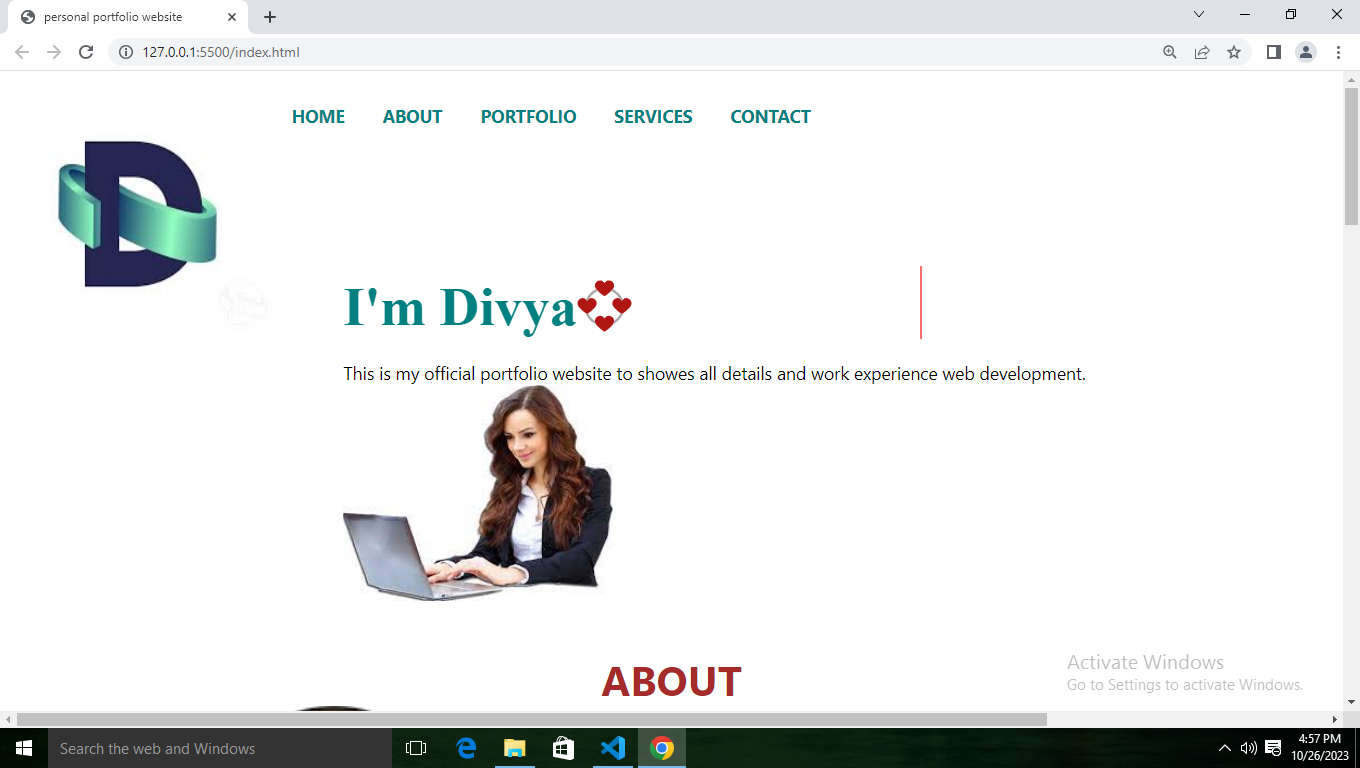 personal portfolio website
127.0.0.1:5500/index.html
HOME ABOUT PORTFOLIO SERVICES CONTACT
D
I'm Divya💞
This is my official portfolio website to showes all details and work experience web development.
ABOUT
Activate Windows
Go to Settings to activate Windows.
Search the web and Windows
4:57 PM
10/26/2023